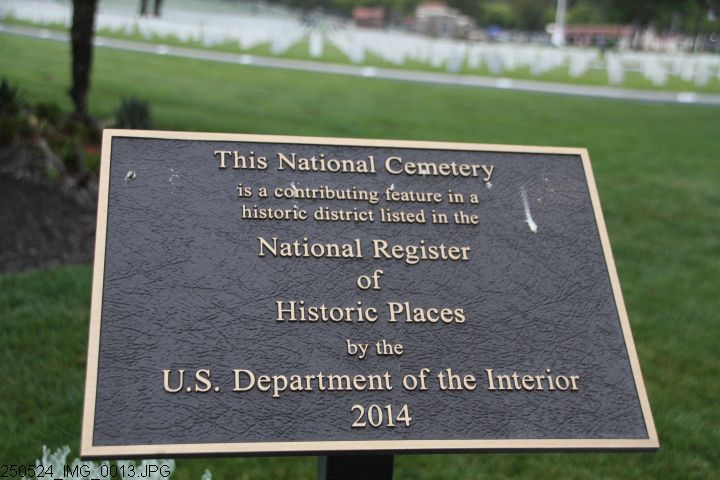 This National Cemetery
is a contributing feature in a
historic district listed in the
National Register
of
Historic Places
by the
U.S. Department of the Interior
2014
250524_IMG_0013.JPG